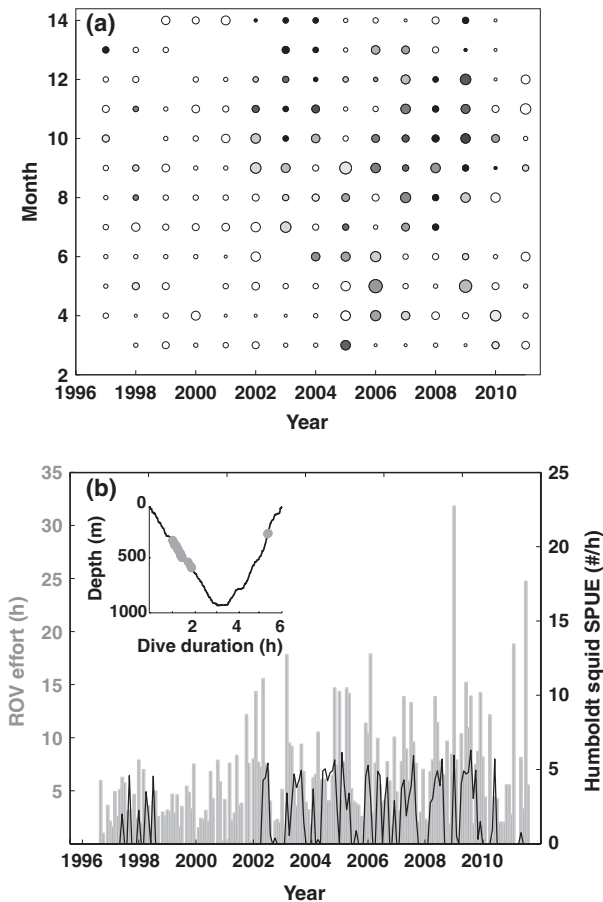 (a)
14
12
10
8
6
4
2
Month
1996 1998 2000 2002 2004 2006 2008 2010
Year
(b)
35
30
25
20
15
10
5
ROV effort (h)
25
20
15
10
5
0
Humboldt squid SPUE (#/h)
0
500
1000
Depth (m)
2 4 6
Dive duration (h)
1996 1998 2000 2002 2004 2006 2008 2010
Year